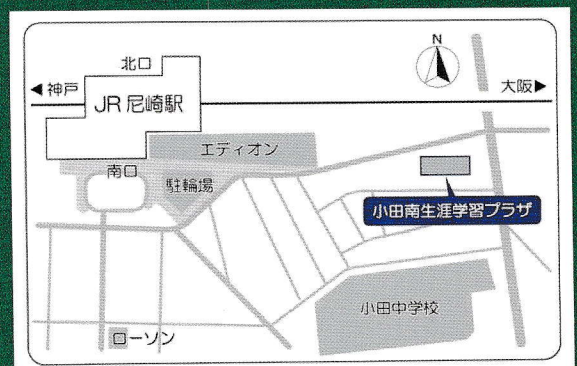 北口
N
◀神戸
JR 尼崎駅
大阪▶
エディオン
南口
駐輪場
小田南生涯学習プラザ
小田中学校
ローソン